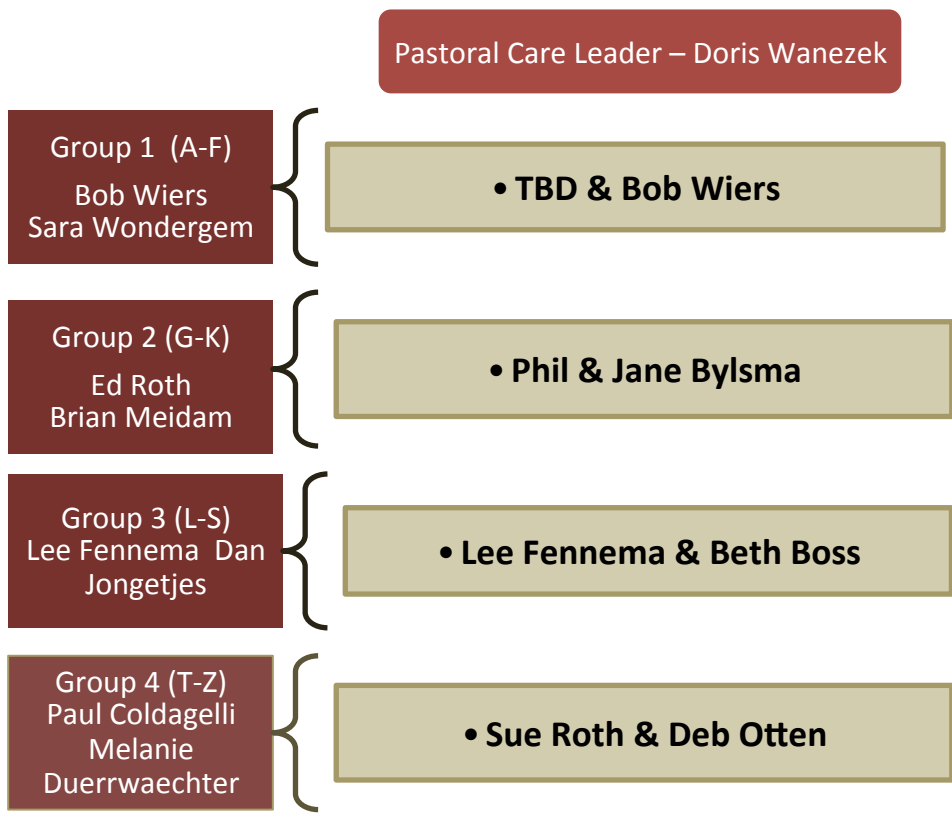 Pastoral Care Leader – Doris Wanezek
Group 1 (A-F)
Bob Wiers
Sara Wondergem
• TBD & Bob Wiers
Group 2 (G-K)
Ed Roth
Brian Meidam
• Phil & Jane Bylsma
Group 3 (L-S)
Lee Fennema Dan
Jongetjes
• Lee Fennema & Beth Boss
Group 4 (T-Z)
Paul Coldagelli
Melanie
Duerrwaechter
• Sue Roth & Deb Otten